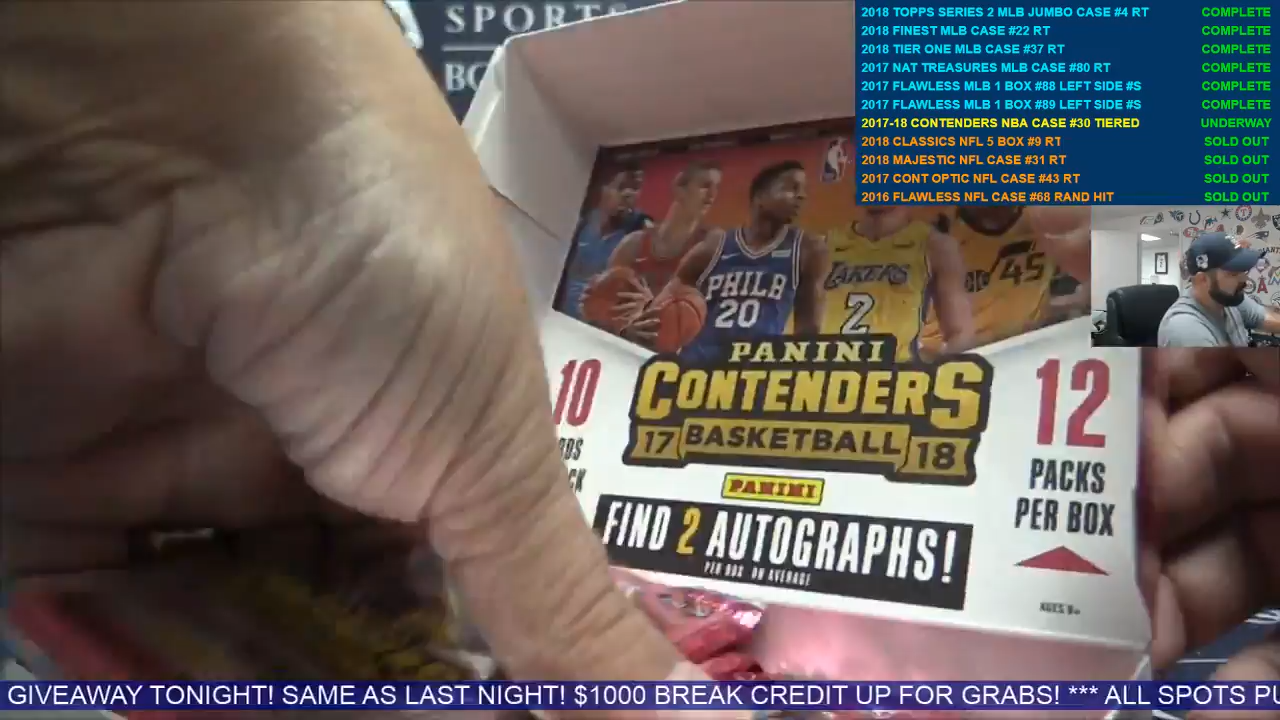 SPORTS
BO
2018 TOPPS SERIES 2 MLB JUMBO CASE #4 RT COMPLETE
2018 FINEST MLB CASE #22 RT COMPLETE
2018 TIER ONE MLB CASE #37 RT COMPLETE
2017 NAT TREASURES MLB CASE #80 RT COMPLETE
2017 FLAWLESS MLB 1 BOX #88 LEFT SIDE #S COMPLETE
2017 FLAWLESS MLB 1 BOX #89 LEFT SIDE #S COMPLETE
2017-18 CONTENDERS NBA CASE #30 TIERED UNDERWAY
2018 CLASSICS NFL 5 BOX #9 RT SOLD OUT
2018 MAJESTIC NFL CASE #31 RT SOLD OUT
2017 CONT OPTIC NFL CASE #43 RT SOLD OUT
2016 FLAWLESS NFL CASE #68 RAND HIT SOLD OUT
PHILA
20
LAKERS
2
45
PANINI
CONTENDERS
17 BASKETBALL 18
PANINI
FIND 2 AUTOGRAPHS!
PER BOX ON AVERAGE
10
12
PACKS
PER BOX
AGES 9+
GIVEAWAY TONIGHT! SAME AS LAST NIGHT! $1000 BREAK CREDIT UP FOR GRABS! *** ALL SPOTS PU